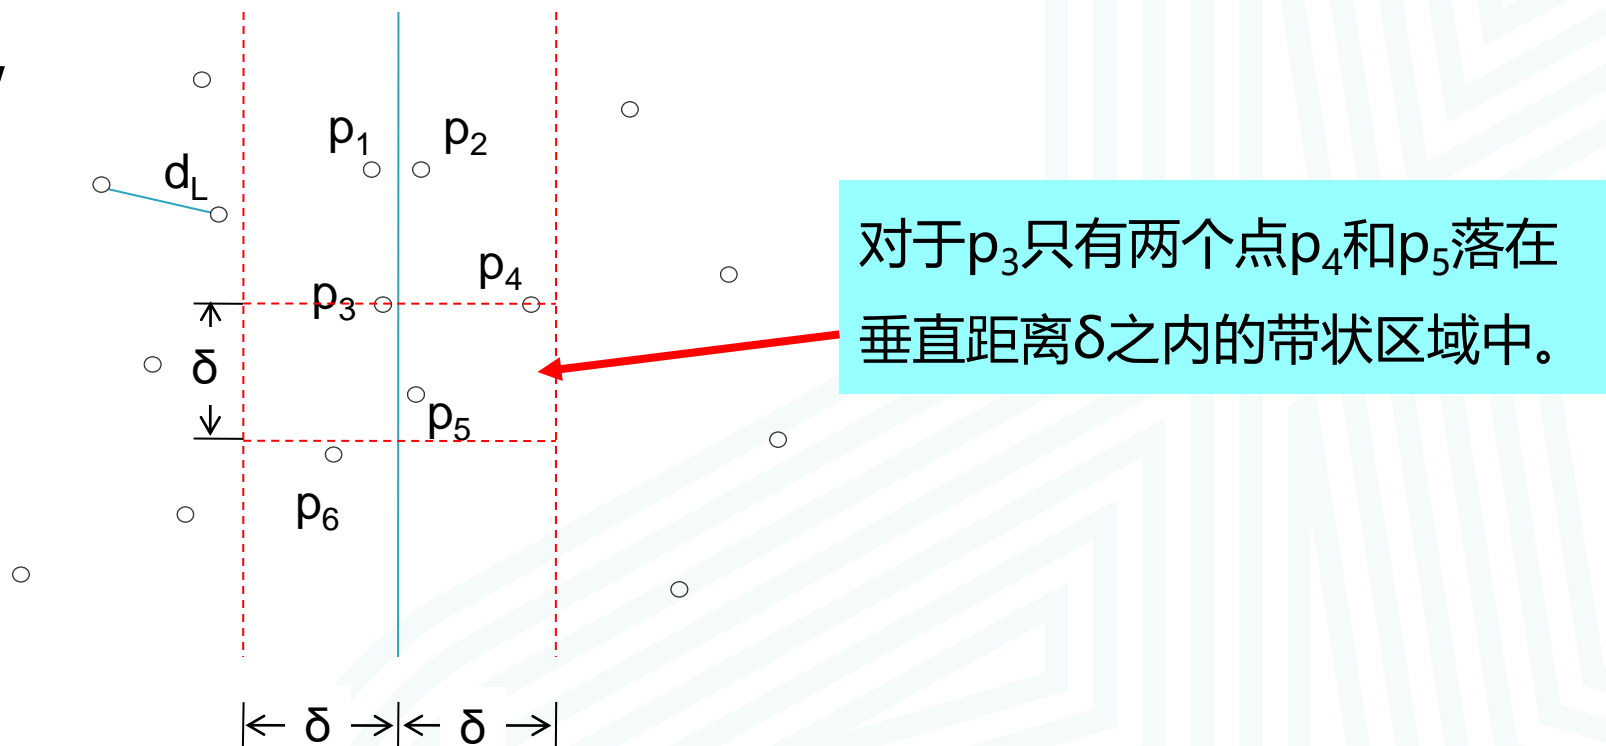 p₁ p₂
d_L
p₄
p₃
δ
p₅
p₆
δ δ
对于p₃只有两个点p₄和p₅落在
垂直距离δ之内的带状区域中。